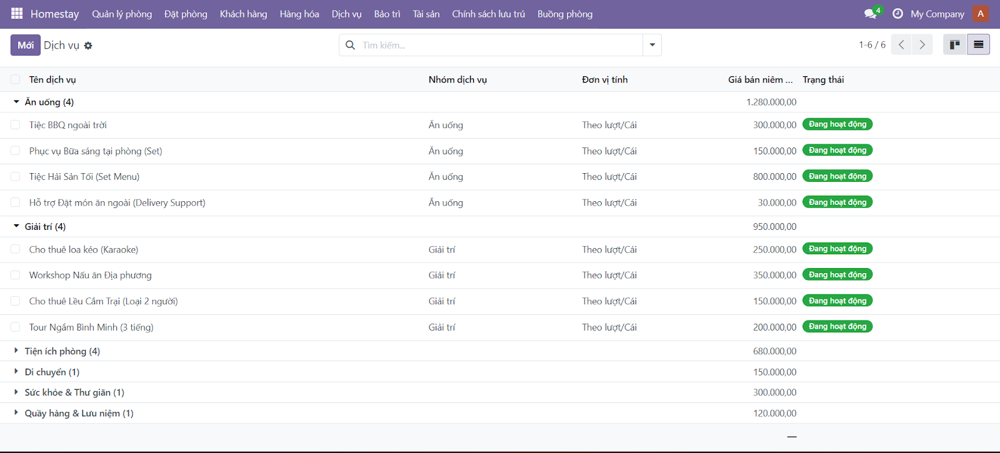 Homestay Quản lý phòng Đặt phòng Khách hàng Hàng hóa Dịch vụ Bảo trì Tài sản Chính sách lưu trú Buồng phòng 4 My Company A
Mới Dịch vụ Tìm kiếm... 1-6 / 6
Tên dịch vụ Nhóm dịch vụ Đơn vị tính Giá bán niêm ... Trạng thái
Ăn uống (4) 1.280.000,00
Tiệc BBQ ngoài trời Ăn uống Theo lượt/Cái 300.000,00 Đang hoạt động
Phục vụ Bữa sáng tại phòng (Set) Ăn uống Theo lượt/Cái 150.000,00 Đang hoạt động
Tiệc Hải Sản Tối (Set Menu) Ăn uống Theo lượt/Cái 800.000,00 Đang hoạt động
Hỗ trợ Đặt món ăn ngoài (Delivery Support) Ăn uống Theo lượt/Cái 30.000,00 Đang hoạt động
Giải trí (4) 950.000,00
Cho thuê loa kéo (Karaoke) Giải trí Theo lượt/Cái 250.000,00 Đang hoạt động
Workshop Nấu ăn Địa phương Giải trí Theo lượt/Cái 350.000,00 Đang hoạt động
Cho thuê Lều Cắm Trại (Loại 2 người) Giải trí Theo lượt/Cái 150.000,00 Đang hoạt động
Tour Ngắm Bình Minh (3 tiếng) Giải trí Theo lượt/Cái 200.000,00 Đang hoạt động
Tiện ích phòng (4) 680.000,00
Di chuyển (1) 150.000,00
Sức khỏe & Thư giãn (1) 300.000,00
Quầy hàng & Lưu niệm (1) 120.000,00
—